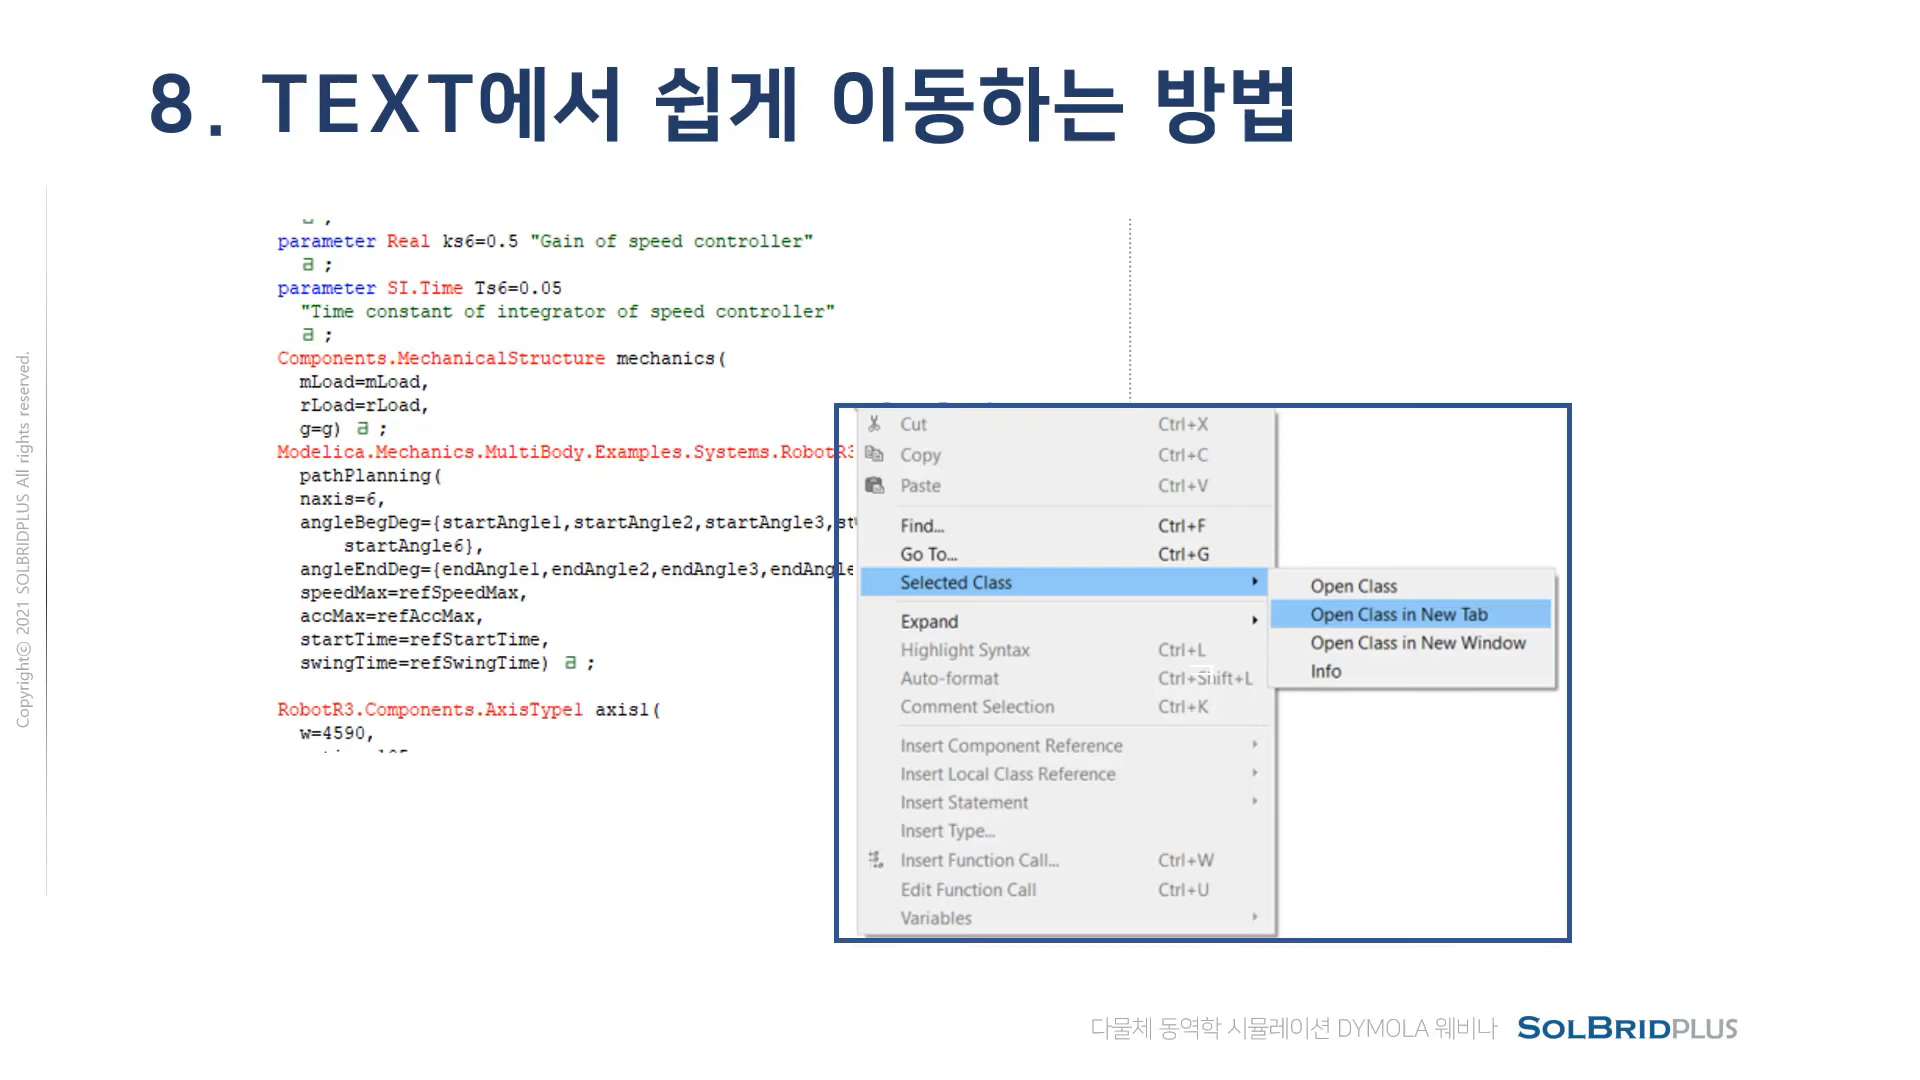 8. TEXT에서 쉽게 이동하는 방법
parameter Real ks6=0.5 "Gain of speed controller"
a ;
parameter SI.Time Ts6=0.05
"Time constant of integrator of speed controller"
a ;
Components.MechanicalStructure mechanics(
mLoad=mLoad,
rLoad=rLoad,
g=g) a ;
Modelica.Mechanics.MultiBody.Examples.Systems.RobotR3
pathPlanning(
naxis=6,
angleBegDeg={startAngle1,startAngle2,startAngle3,st
startAngle6},
angleEndDeg={endAngle1,endAngle2,endAngle3,endAngle
speedMax=refSpeedMax,
accMax=refAccMax,
startTime=refStartTime,
swingTime=refSwingTime) a ;
RobotR3.Components.AxisType1 axis1(
w=4590,
Cut Ctrl+X
Copy Ctrl+C
Paste Ctrl+V
Find... Ctrl+F
Go To... Ctrl+G
Selected Class
Expand
Highlight Syntax Ctrl+L
Auto-format Ctrl+Shift+L
Comment Selection Ctrl+K
Insert Component Reference
Insert Local Class Reference
Insert Statement
Insert Type...
Insert Function Call... Ctrl+W
Edit Function Call Ctrl+U
Variables
Open Class
Open Class in New Tab
Open Class in New Window
Info
Copyright© 2021 SOLBRIDPLUS All rights reserved.
다물체 동역학 시뮬레이션 DYMOLA 웨비나
SOLBRIDPLUS